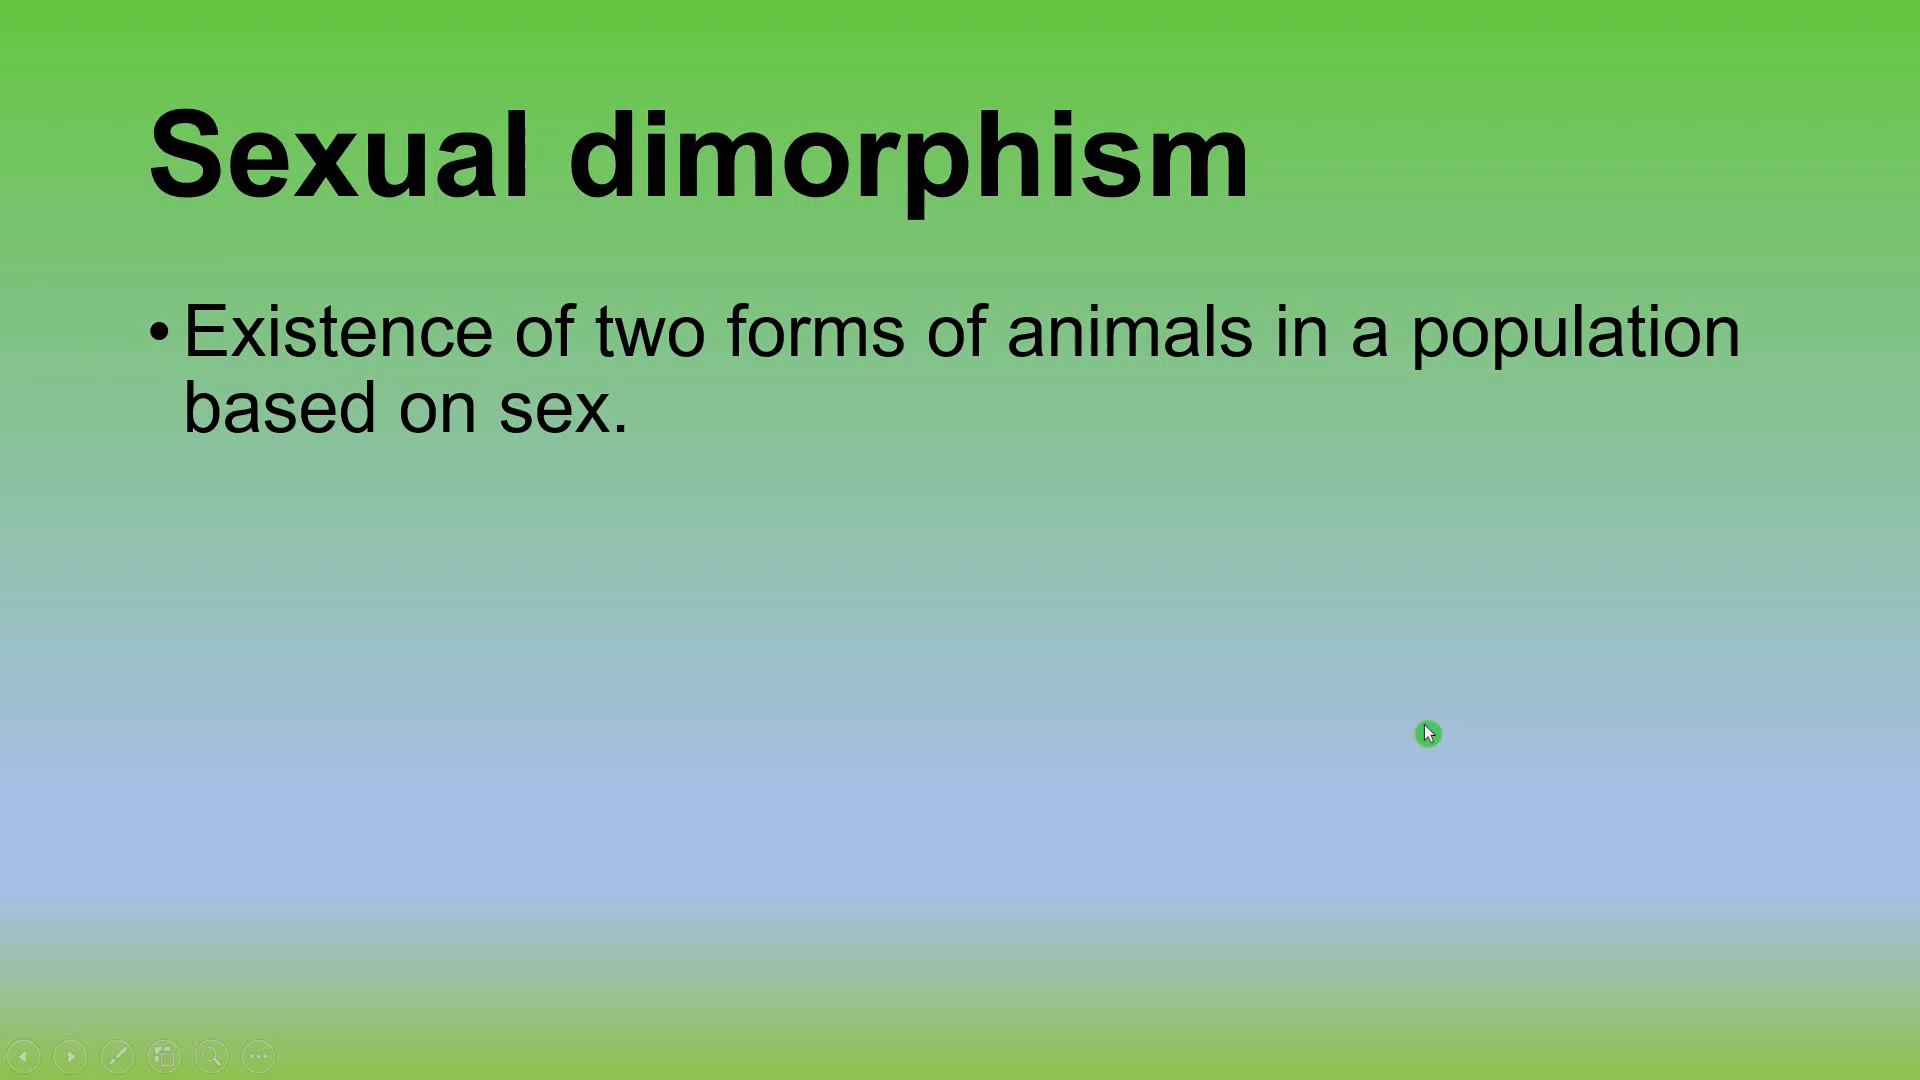 Sexual dimorphism
• Existence of two forms of animals in a population
based on sex.